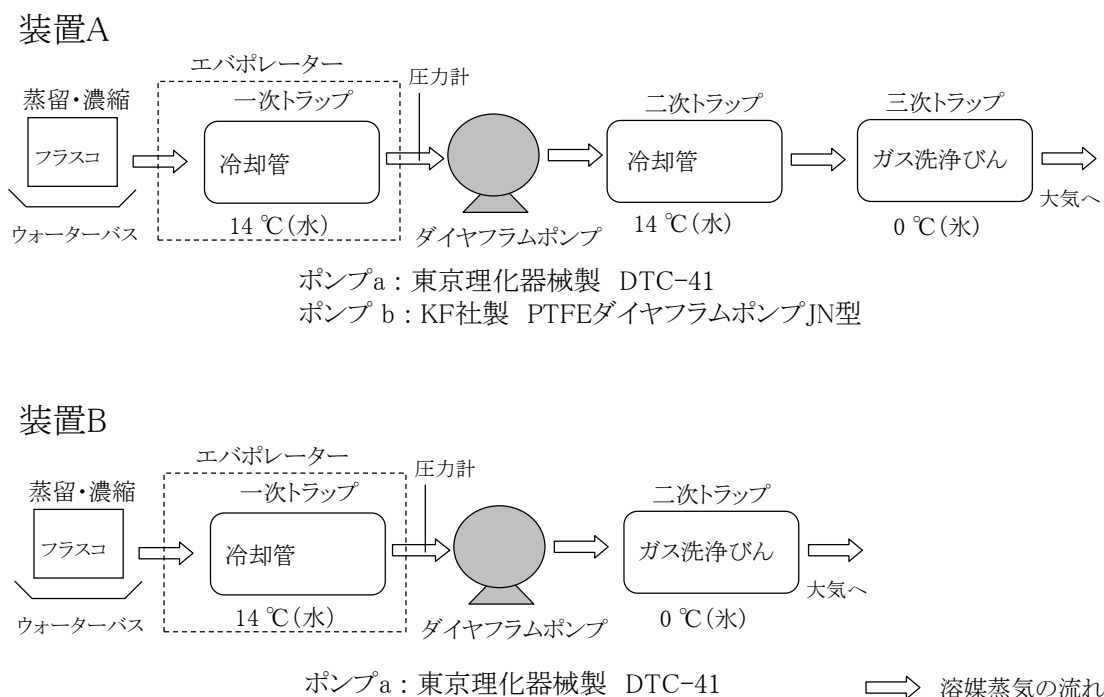 装置A
エバポレーター
圧力計
蒸留・濃縮
一次トラップ
二次トラップ
三次トラップ
フラスコ
冷却管
冷却管
ガス洗浄びん
大気へ
ウォーターバス
14 ℃(水)
ダイヤフラムポンプ
14 ℃(水)
0 ℃(氷)
ポンプa:東京理化器械製 DTC-41
ポンプ b:KF社製 PTFEダイヤフラムポンプJN型
装置B
エバポレーター
圧力計
蒸留・濃縮
一次トラップ
二次トラップ
フラスコ
冷却管
ガス洗浄びん
大気へ
ウォーターバス
14 ℃(水)
ダイヤフラムポンプ
0 ℃(氷)
ポンプa:東京理化器械製 DTC-41
溶媒蒸気の流れ